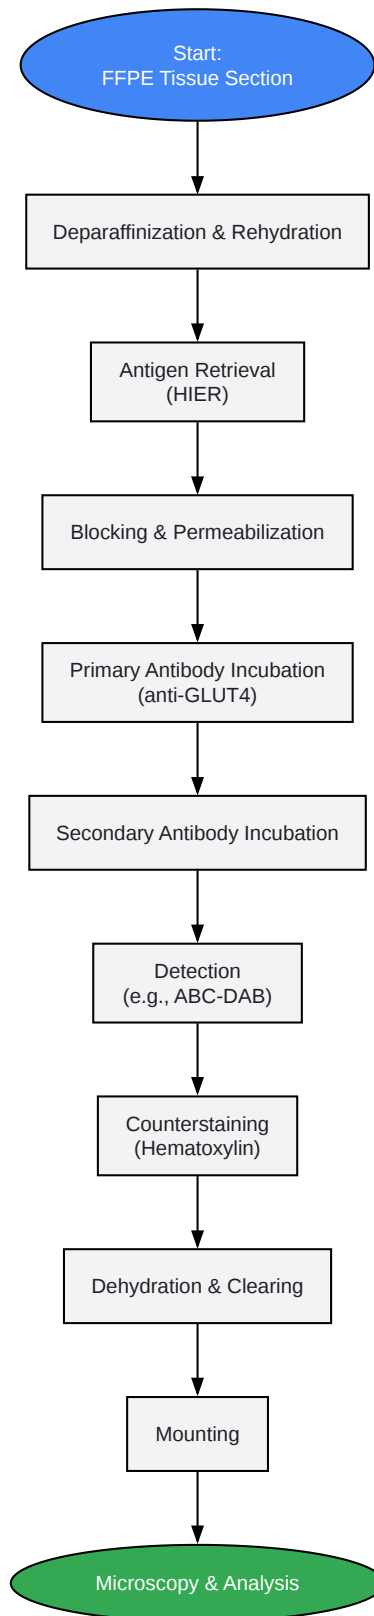 Start:
FFPE Tissue Section
Deparaffinization & Rehydration
Antigen Retrieval
(HIER)
Blocking & Permeabilization
Primary Antibody Incubation
(anti-GLUT4)
Secondary Antibody Incubation
Detection
(e.g., ABC-DAB)
Counterstaining
(Hematoxylin)
Dehydration & Clearing
Mounting
Microscopy & Analysis